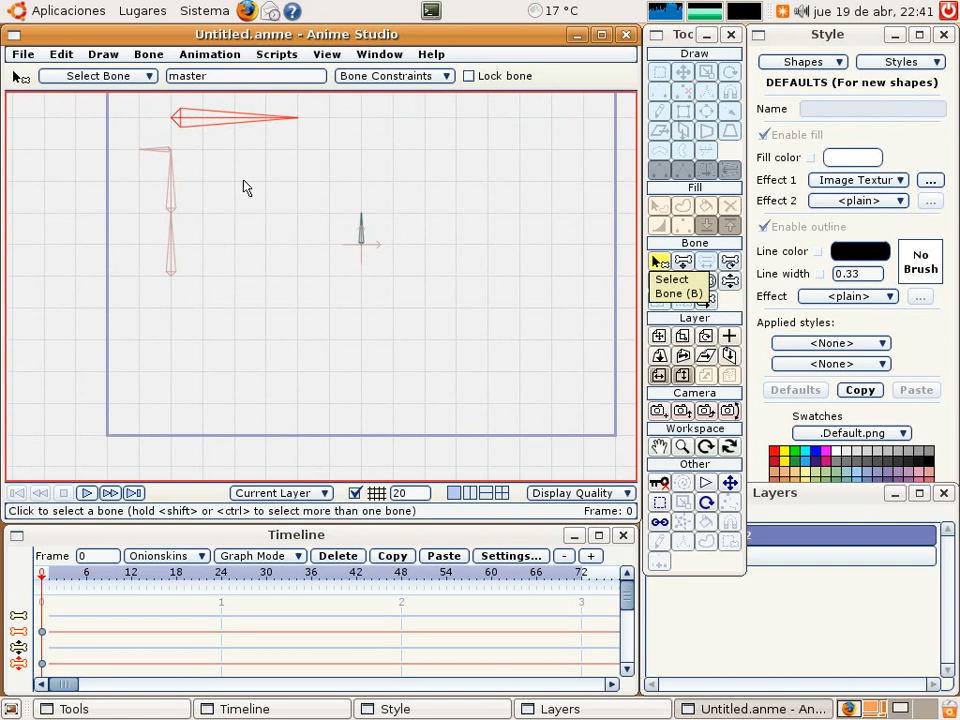 Aplicaciones Lugares Sistema 17 °C jue 19 de abr, 22:41
Untitled.anme - Anime Studio
File Edit Draw Bone Animation Scripts View Window Help
Select Bone master Bone Constraints Lock bone
Click to select a bone (hold <shift> or <ctrl> to select more than one bone) Frame: 0
Current Layer 20 Display Quality
Too
Draw
Fill
Bone
Select
Bone (B)
Layer
Camera
Workspace
Other
Style
Shapes Styles
DEFAULTS (For new shapes)
Name
Enable fill
Fill color
Effect 1 Image Textur ...
Effect 2 <plain> ...
Enable outline
Line color
No
Brush
Line width 0.33
Effect <plain> ...
Applied styles:
<None>
<None>
Defaults Copy Paste
Swatches
.Default.png
Layers
2
Timeline
Frame 0 Onionskins Graph Mode Delete Copy Paste Settings... - +
0 6 12 18 24 30 36 42 48 54 60 66 72
0 1 2 3
Tools Timeline Style Layers Untitled.anme - An...